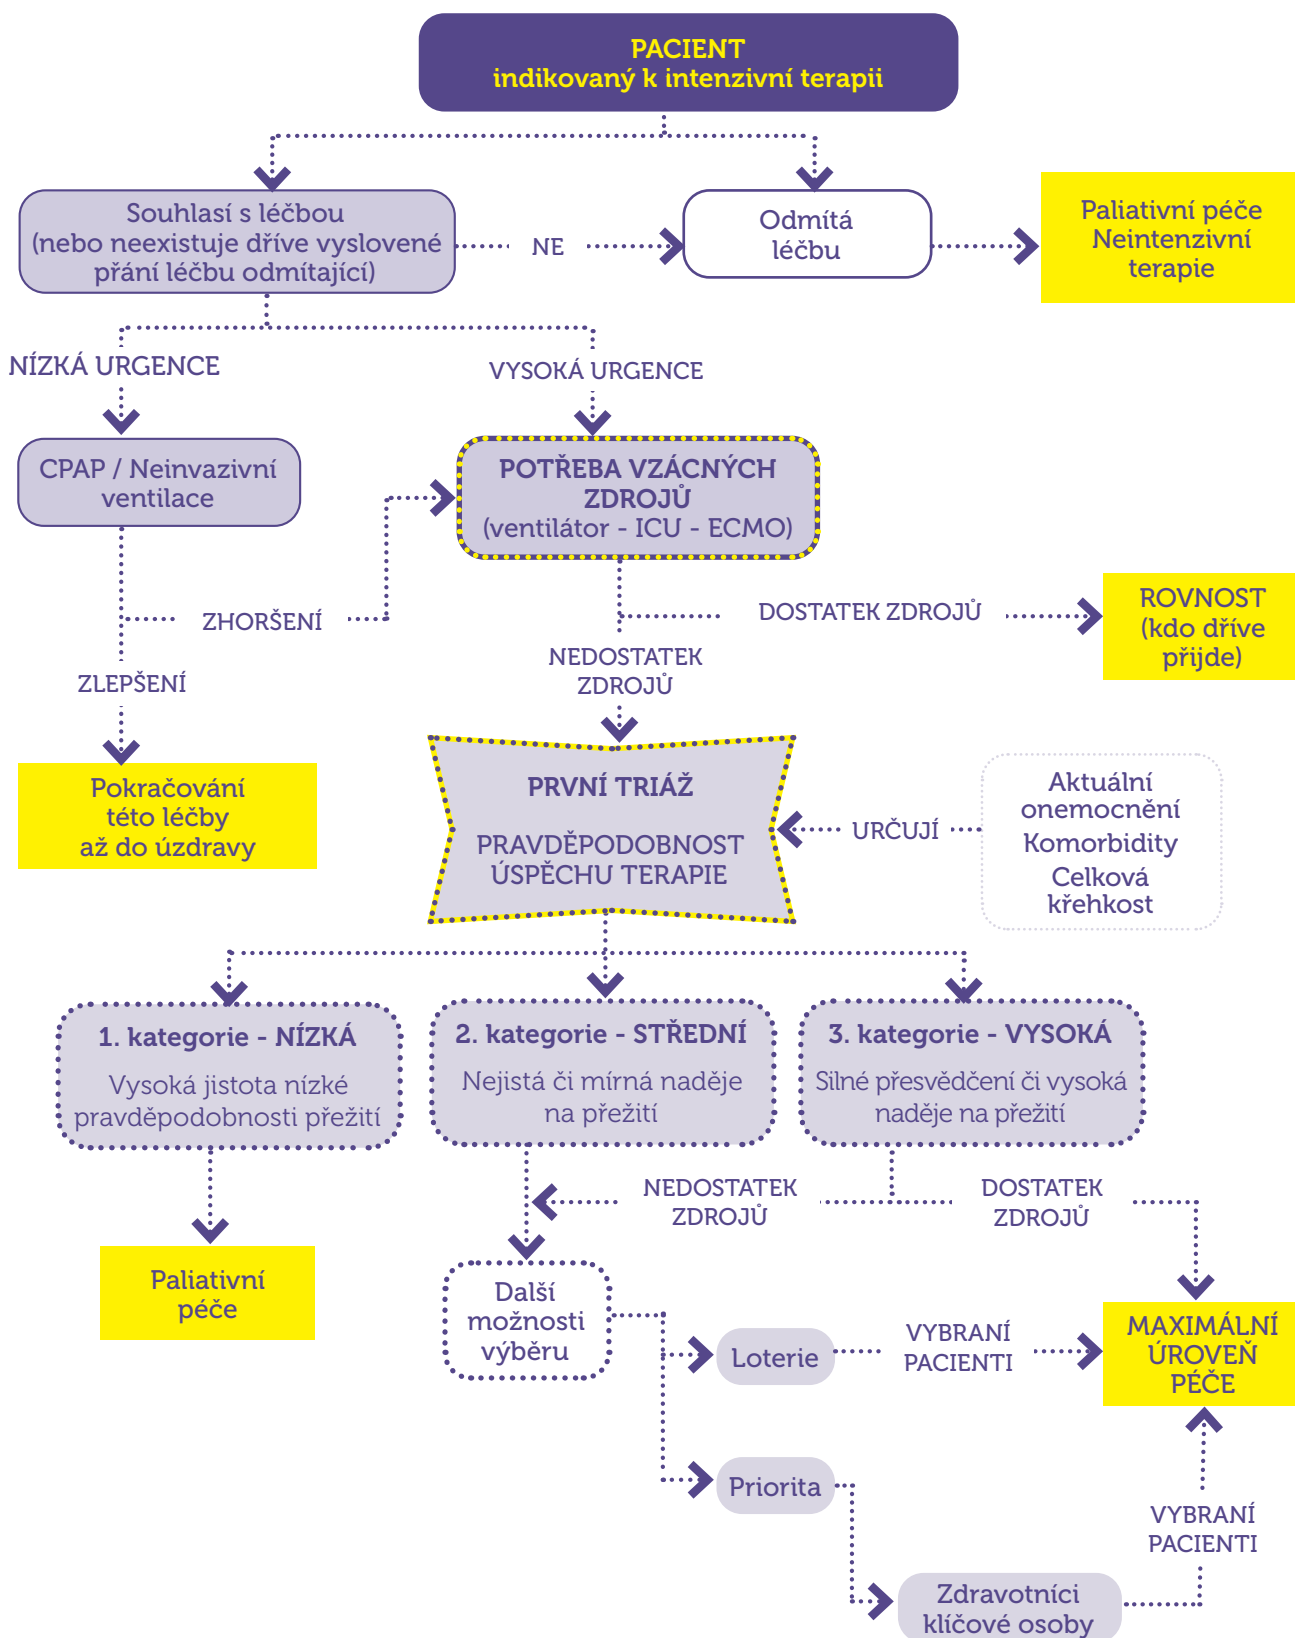 PACIENT
indikovaný k intenzivní terapii
Souhlasí s léčbou
(nebo neexistuje dříve vyslovené
přání léčbu odmítající)
NE
Odmítá
léčbu
Paliativní péče
Neintenzivní
terapie
NÍZKÁ URGENCE
VYSOKÁ URGENCE
CPAP / Neinvazivní
ventilace
POTŘEBA VZÁCNÝCH
ZDROJŮ
(ventilátor - ICU - ECMO)
ZHORŠENÍ
DOSTATEK ZDROJŮ
ROVNOST
(kdo dříve
přijde)
ZLEPŠENÍ
NEDOSTATEK
ZDROJŮ
Pokračování
této léčby
až do úzdravy
PRVNÍ TRIÁŽ
PRAVDĚPODOBNOST
ÚSPĚCHU TERAPIE
URČUJÍ
Aktuální
onemocnění
Komorbidity
Celková
křehkost
1. kategorie - NÍZKÁ
Vysoká jistota nízké
pravděpodobnosti přežití
2. kategorie - STŘEDNÍ
Nejistá či mírná naděje
na přežití
3. kategorie - VYSOKÁ
Silné přesvědčení či vysoká
naděje na přežití
NEDOSTATEK
ZDROJŮ
DOSTATEK
ZDROJŮ
Paliativní
péče
Další
možnosti
výběru
Loterie
VYBRANÍ
PACIENTI
MAXIMÁLNÍ
ÚROVEŇ
PÉČE
Priorita
VYBRANÍ
PACIENTI
Zdravotníci
klíčové osoby